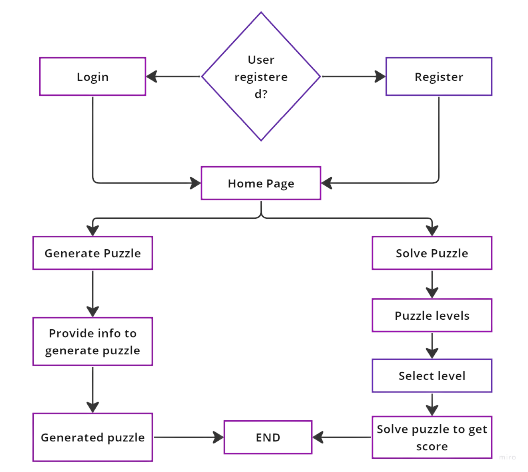 User
registere
d?
Login
Register
Home Page
Generate Puzzle
Solve Puzzle
Provide info to
generate puzzle
Puzzle levels
Select level
Generated puzzle
END
Solve puzzle to get
score